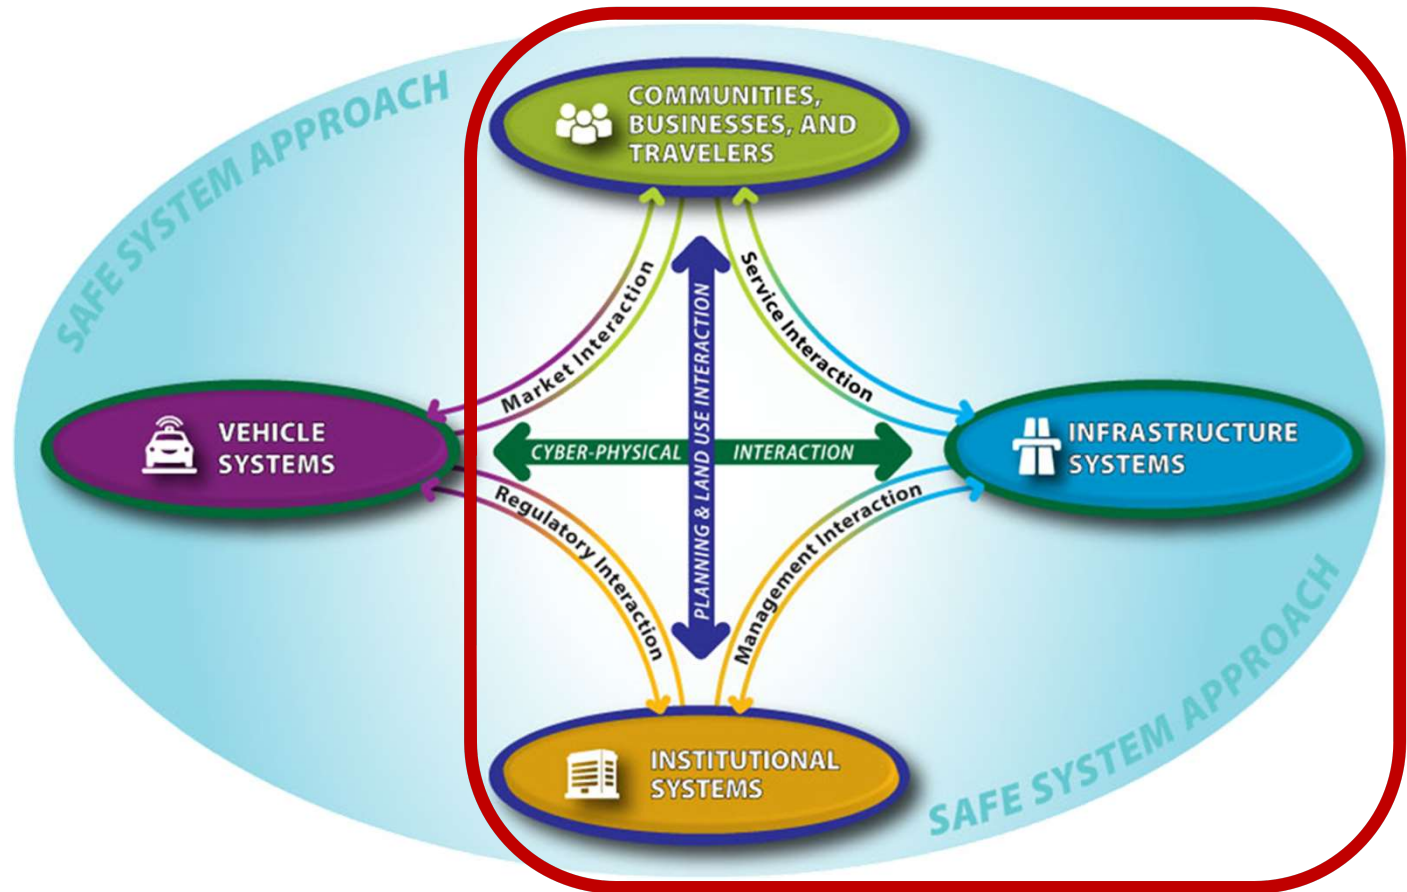 SAFE SYSTEM APPROACH
COMMUNITIES,
BUSINESSES, AND
TRAVELERS
Market Interaction
Service Interaction
PLANNING & LAND USE INTERACTION
VEHICLE
SYSTEMS
CYBER-PHYSICAL INTERACTION
INFRASTRUCTURE
SYSTEMS
Regulatory Interaction
Management Interaction
INSTITUTIONAL
SYSTEMS
SAFE SYSTEM APPROACH